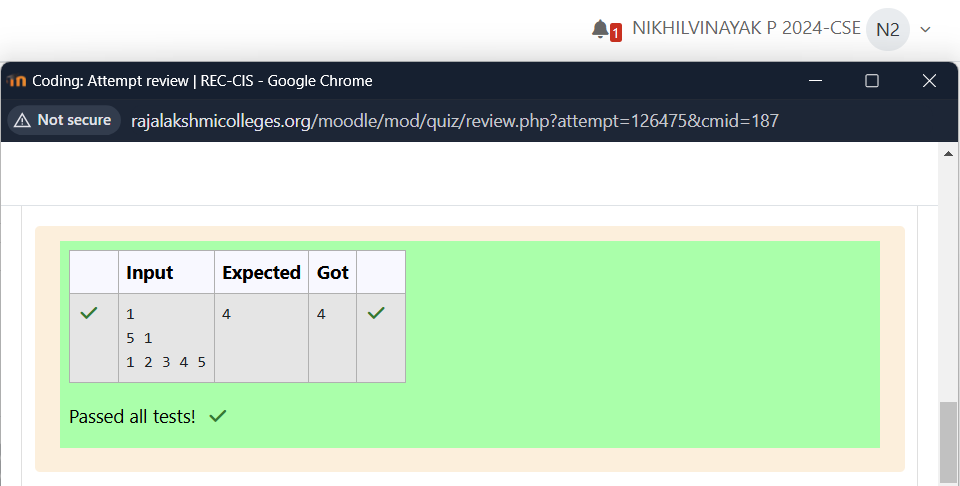 1 NIKHILVINAYAK P 2024-CSE N2
Coding: Attempt review | REC-CIS - Google Chrome
Not secure rajalakshmicolleges.org/moodle/mod/quiz/review.php?attempt=126475&cmid=187
Input Expected Got
1 4 4
5 1
1 2 3 4 5
Passed all tests!